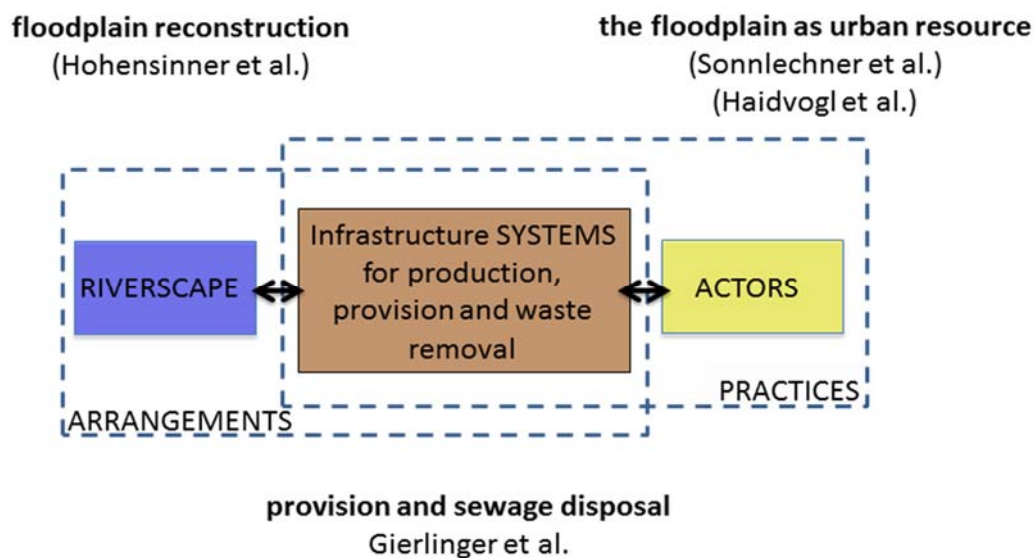 floodplain reconstruction
(Hohensinner et al.)
the floodplain as urban resource
(Sonnlechner et al.)
(Haidvogl et al.)
RIVERSCAPE
Infrastructure SYSTEMS
for production,
provision and waste
removal
ACTORS
PRACTICES
ARRANGEMENTS
provision and sewage disposal
Gierlinger et al.